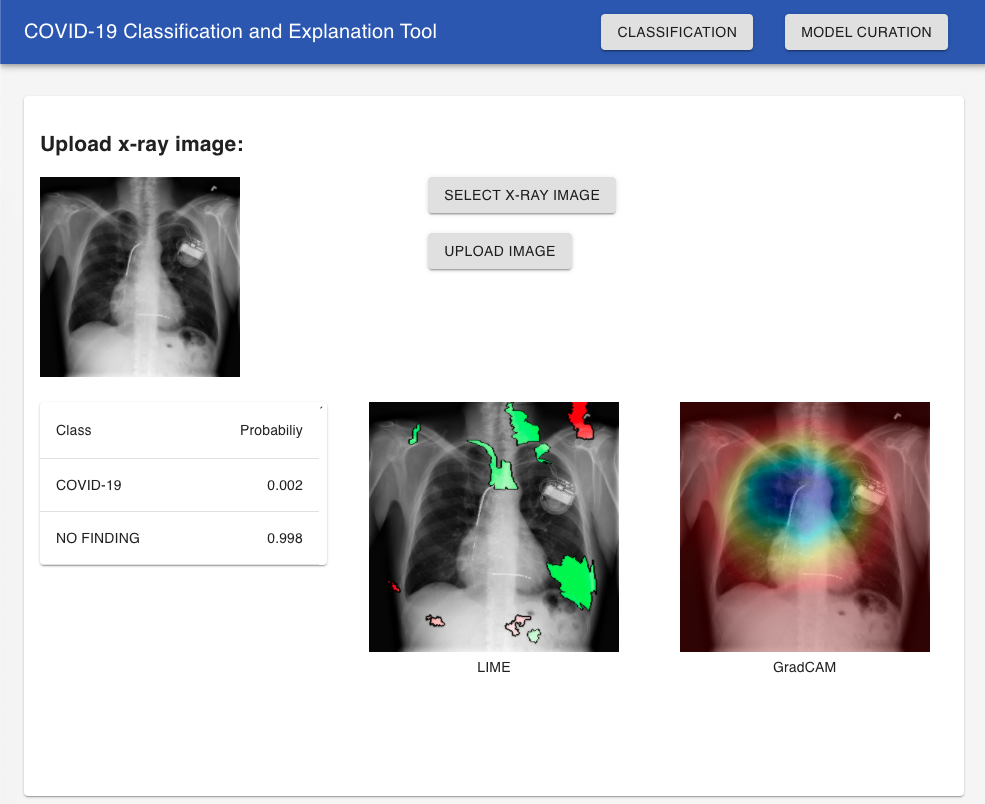 COVID-19 Classification and Explanation Tool
CLASSIFICATION
MODEL CURATION
Upload x-ray image:
SELECT X-RAY IMAGE
UPLOAD IMAGE
Class
Probabiliy
COVID-19
0.002
NO FINDING
0.998
LIME
GradCAM